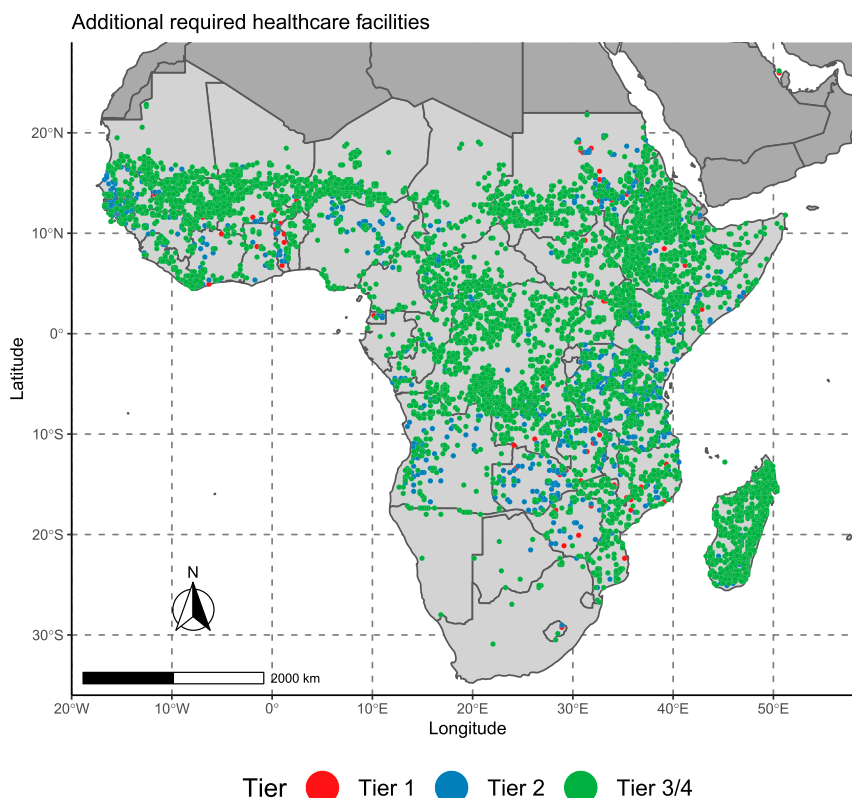 Additional required healthcare facilities
20°N
10°N
0°
10°S
20°S
30°S
Latitude
N
2000 km
20°W 10°W 0° 10°E 20°E 30°E 40°E 50°E
Longitude
Tier Tier 1 Tier 2 Tier 3/4